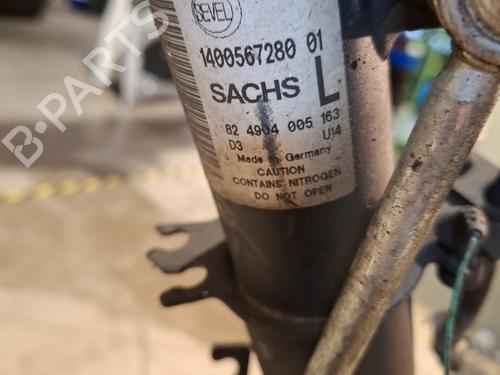 SEVEL
1400567280 01
SACHS L
82 4904 005 163
D3 U14
Made in Germany
CAUTION
CONTAINS NITROGEN
DO NOT OPEN
B-PARTS